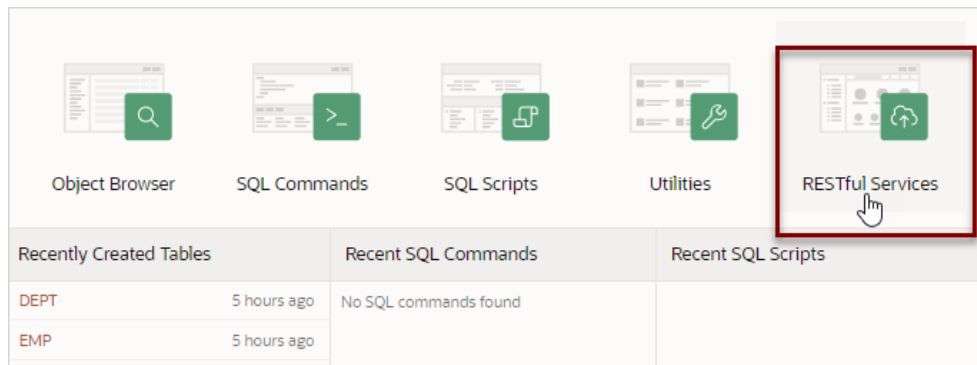 Object Browser
SQL Commands
SQL Scripts
Utilities
RESTful Services
Recently Created Tables
Recent SQL Commands
Recent SQL Scripts
DEPT 5 hours ago
No SQL commands found
EMP 5 hours ago